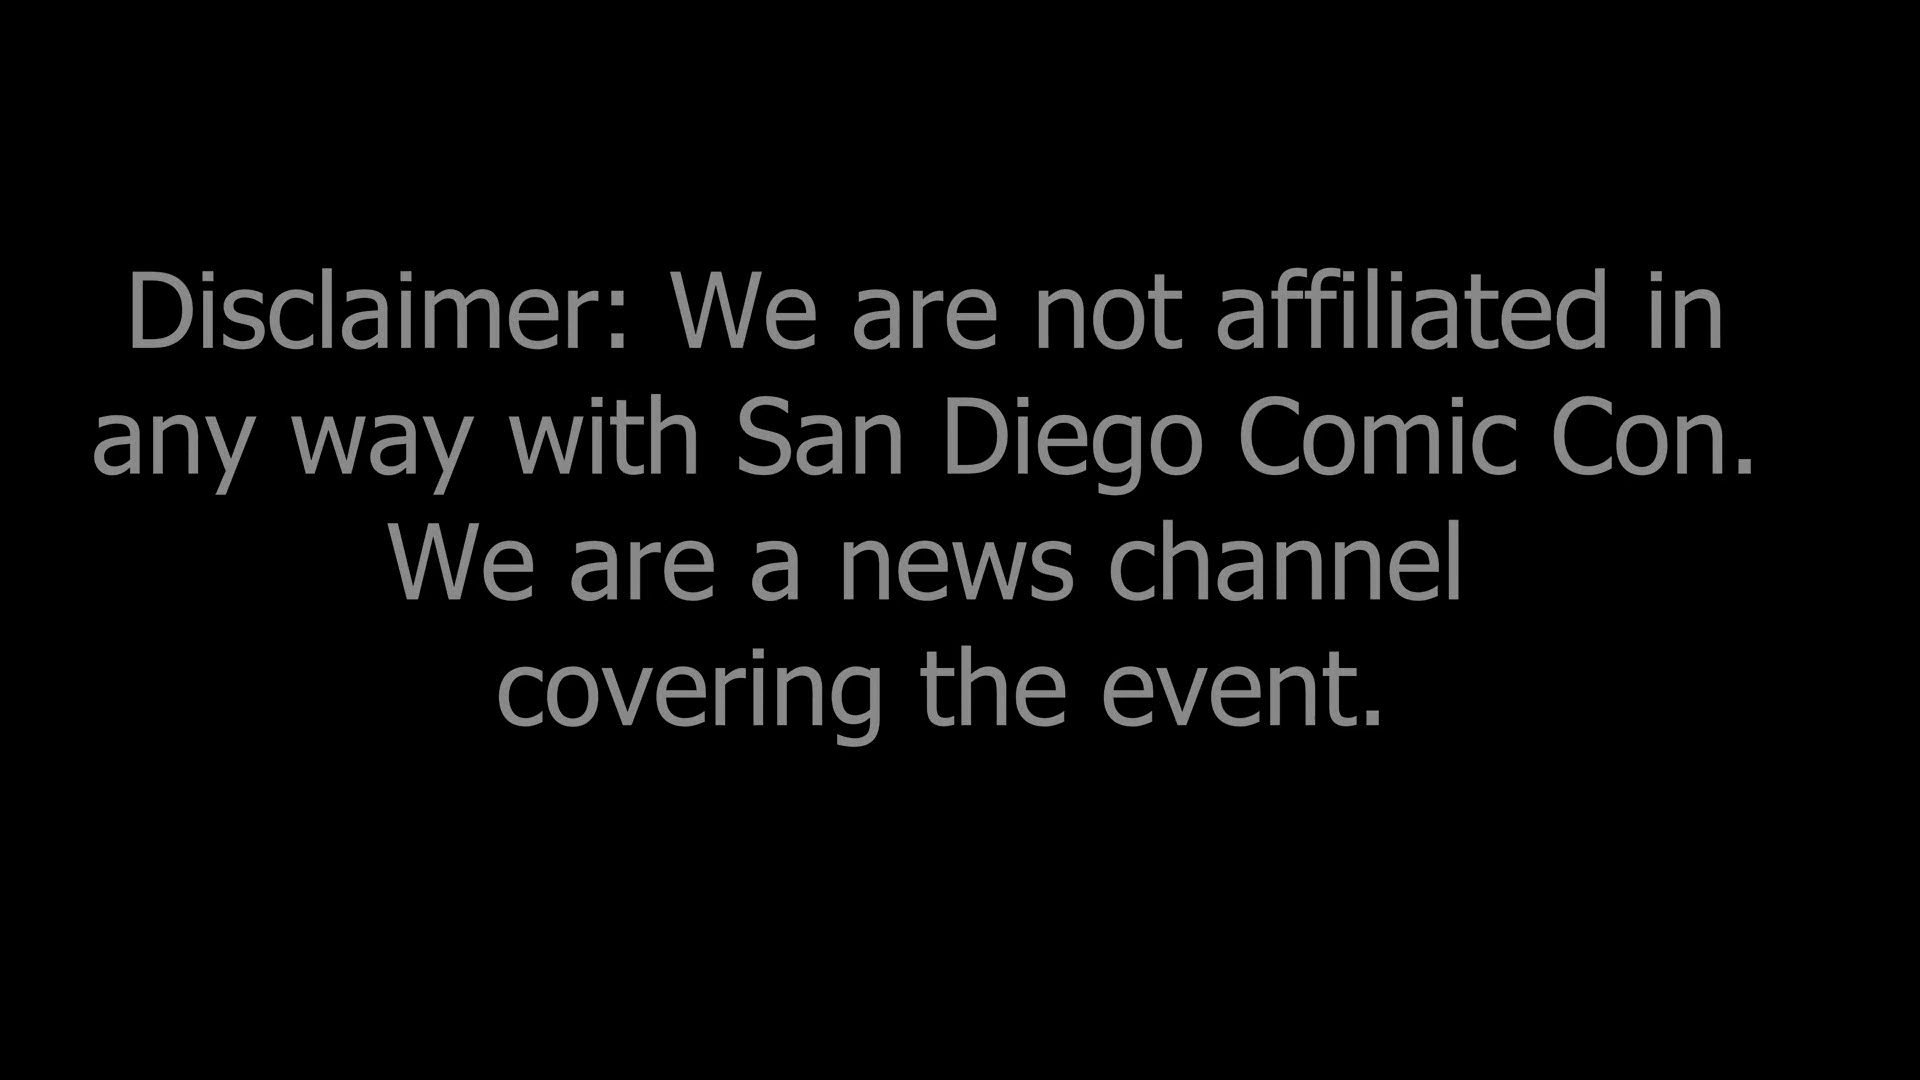 Disclaimer: We are not affiliated in
any way with San Diego Comic Con.
We are a news channel
covering the event.